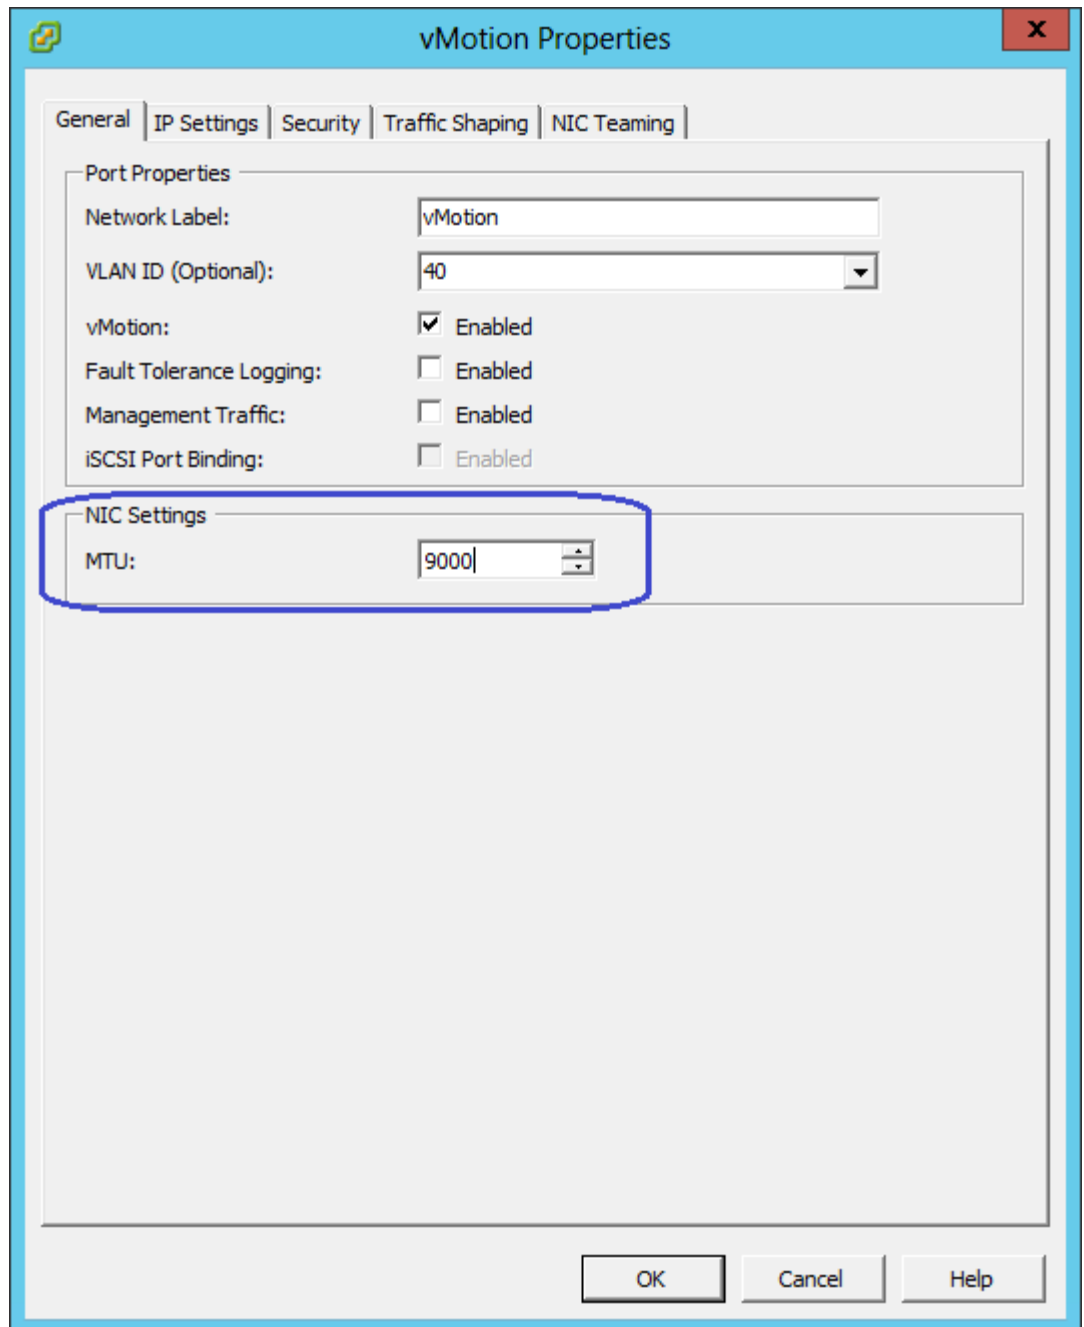 vMotion Properties
x
General IP Settings Security Traffic Shaping NIC Teaming
Port Properties
Network Label: vMotion
VLAN ID (Optional): 40
vMotion: Enabled
Fault Tolerance Logging: Enabled
Management Traffic: Enabled
iSCSI Port Binding: Enabled
NIC Settings
MTU: 9000
OK Cancel Help